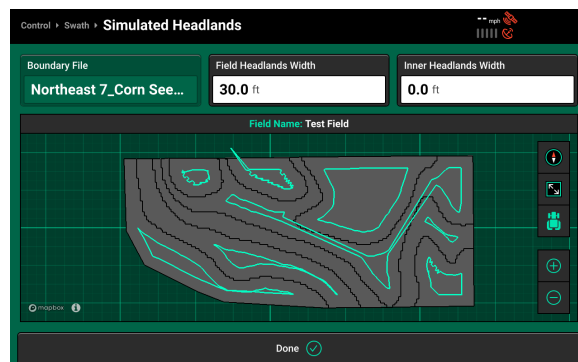 Control › Swath › Simulated Headlands
-- mph
Boundary File
Northeast 7_Corn See...
Field Headlands Width
30.0 ft
Inner Headlands Width
0.0 ft
Field Name: Test Field
mapbox
Done